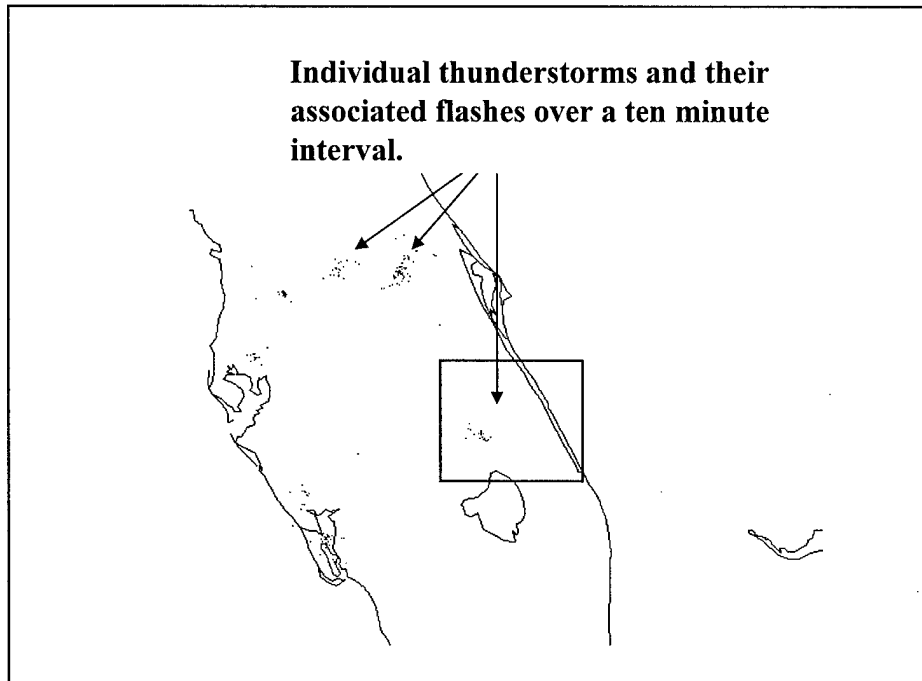 Individual thunderstorms and their
associated flashes over a ten minute
interval.